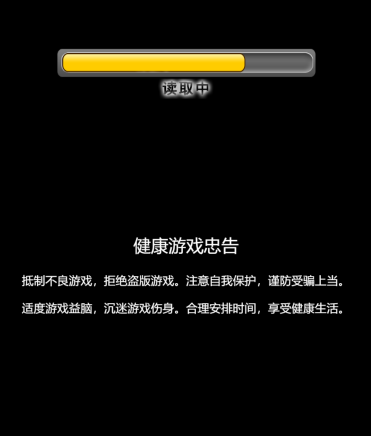 读取中
健康游戏忠告
抵制不良游戏，拒绝盗版游戏。注意自我保护，谨防受骗上当。
适度游戏益脑，沉迷游戏伤身。合理安排时间，享受健康生活。